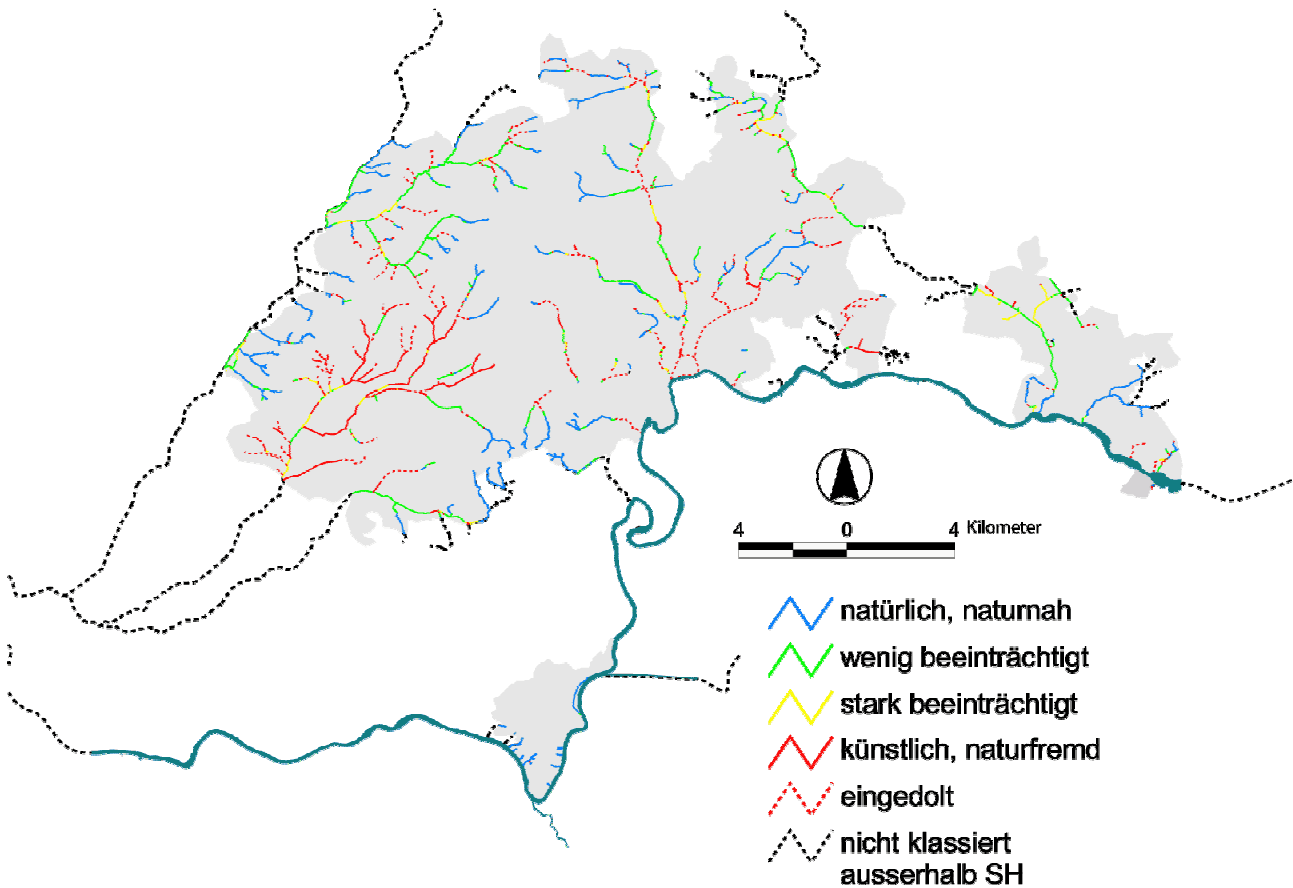 4 0 4 Kilometer
natürlich, naturnah
wenig beeinträchtigt
stark beeinträchtigt
künstlich, naturfremd
eingedolt
nicht klassiert
ausserhalb SH